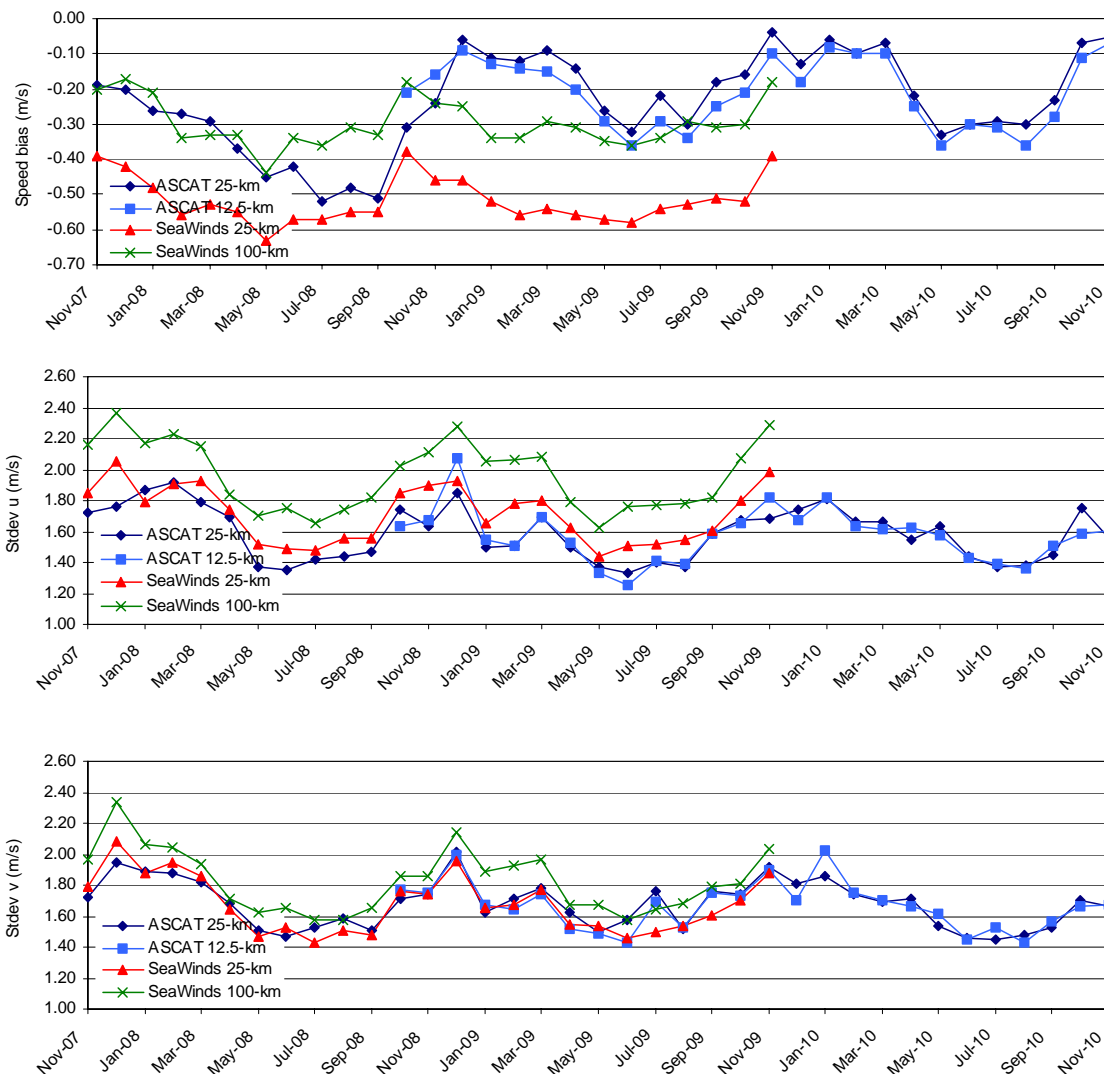 0.00
-0.10
-0.20
-0.30
-0.40
-0.50
-0.60
-0.70
Speed bias (m/s)
ASCAT 25-km
ASCAT 12.5-km
SeaWinds 25-km
SeaWinds 100-km
Nov-07 Jan-08 Mar-08 May-08 Jul-08 Sep-08 Nov-08 Jan-09 Mar-09 May-09 Jul-09 Sep-09 Nov-09 Jan-10 Mar-10 May-10 Jul-10 Sep-10 Nov-10
2.60
2.40
2.20
2.00
1.80
1.60
1.40
1.20
1.00
Stdev u (m/s)
ASCAT 25-km
ASCAT 12.5-km
SeaWinds 25-km
SeaWinds 100-km
Nov-07 Jan-08 Mar-08 May-08 Jul-08 Sep-08 Nov-08 Jan-09 Mar-09 May-09 Jul-09 Sep-09 Nov-09 Jan-10 Mar-10 May-10 Jul-10 Sep-10 Nov-10
2.60
2.40
2.20
2.00
1.80
1.60
1.40
1.20
1.00
Stdev v (m/s)
ASCAT 25-km
ASCAT 12.5-km
SeaWinds 25-km
SeaWinds 100-km
Nov-07 Jan-08 Mar-08 May-08 Jul-08 Sep-08 Nov-08 Jan-09 Mar-09 May-09 Jul-09 Sep-09 Nov-09 Jan-10 Mar-10 May-10 Jul-10 Sep-10 Nov-10